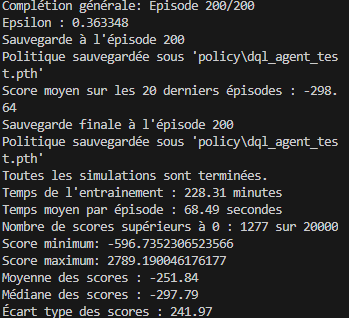 Complétion générale: Episode 200/200
Epsilon : 0.363348
Sauvegarde à l'épisode 200
Politique sauvegardée sous 'policy\dql_agent_tes
t.pth'
Score moyen sur les 20 derniers épisodes : -298.
64
Sauvegarde finale à l'épisode 200
Politique sauvegardée sous 'policy\dql_agent_tes
t.pth'
Toutes les simulations sont terminées.
Temps de l'entrainement : 228.31 minutes
Temps moyen par épisode : 68.49 secondes
Nombre de scores supérieurs à 0 : 1277 sur 20000
Score minimum: -596.7352306523566
Score maximum: 2789.190046176177
Moyenne des scores : -251.84
Médiane des scores : -297.79
Écart type des scores : 241.97